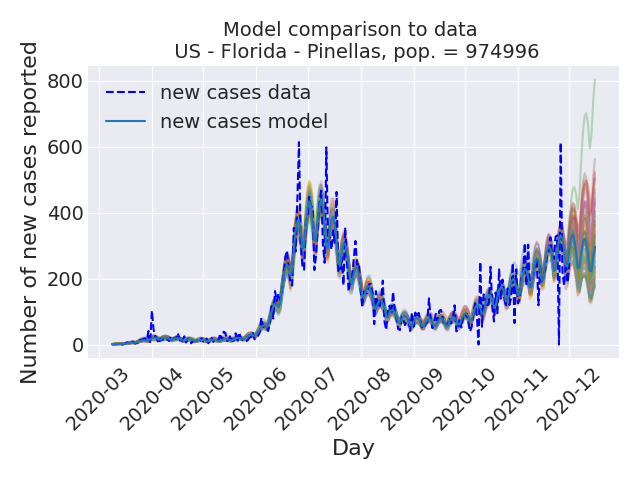 Model comparison to data
US - Florida - Pinellas, pop. = 974996
Number of new cases reported
800
600
400
200
0
new cases data
new cases model
2020-03
2020-04
2020-05
2020-06
2020-07
2020-08
2020-09
2020-10
2020-11
2020-12
Day